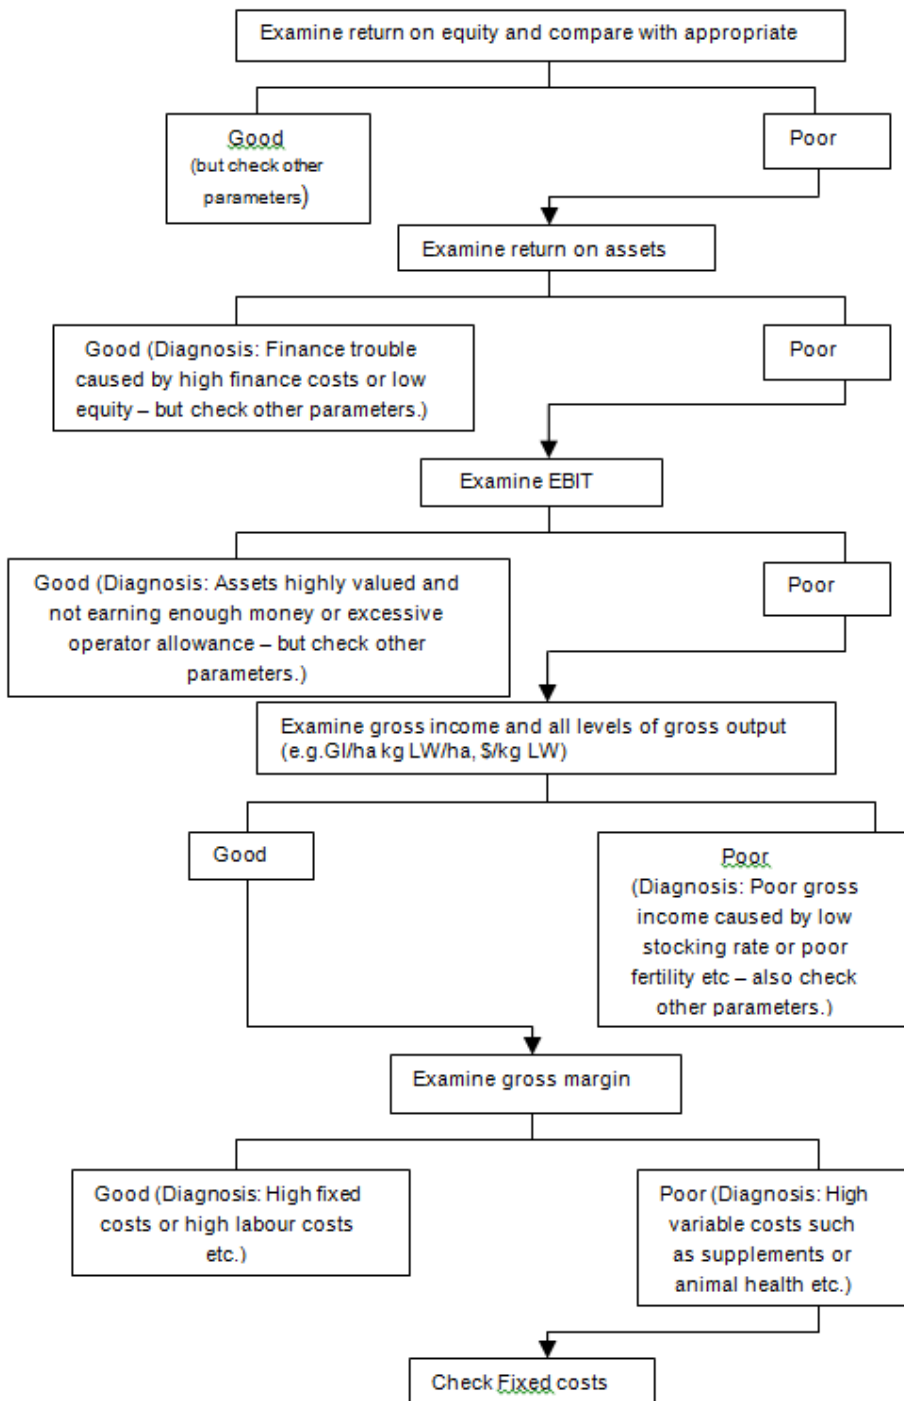 Examine return on equity and compare with appropriate
Good
(but check other
parameters)
Poor
Examine return on assets
Good (Diagnosis: Finance trouble
caused by high finance costs or low
equity – but check other parameters.)
Poor
Examine EBIT
Good (Diagnosis: Assets highly valued and
not earning enough money or excessive
operator allowance – but check other
parameters.)
Poor
Examine gross income and all levels of gross output
(e.g.GI/ha kg LW/ha, $/kg LW)
Good
Poor
(Diagnosis: Poor gross
income caused by low
stocking rate or poor
fertility etc – also check
other parameters.)
Examine gross margin
Good (Diagnosis: High fixed
costs or high labour costs
etc.)
Poor (Diagnosis: High
variable costs such
as supplements or
animal health etc.)
Check Fixed costs